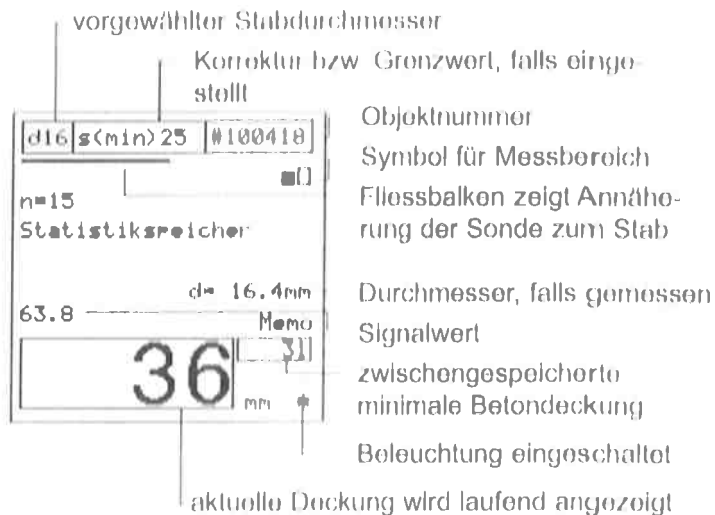 vorgewählter Stabdurchmesser
Korrektur bzw. Grenzwert, falls einge-
stellt
d16 s(min)25 #100418
Objektnummer
Symbol für Messbereich
n=15
Statistikspeicher
Fliessbalken zeigt Annähe-
rung der Sonde zum Stab
d= 16.4mm
Durchmesser, falls gemessen
63.8
Memo
Signalwert
31
36
mm
*
zwischengespeicherte
minimale Betondeckung
Beleuchtung eingeschaltet
aktuelle Deckung wird laufend angezeigt